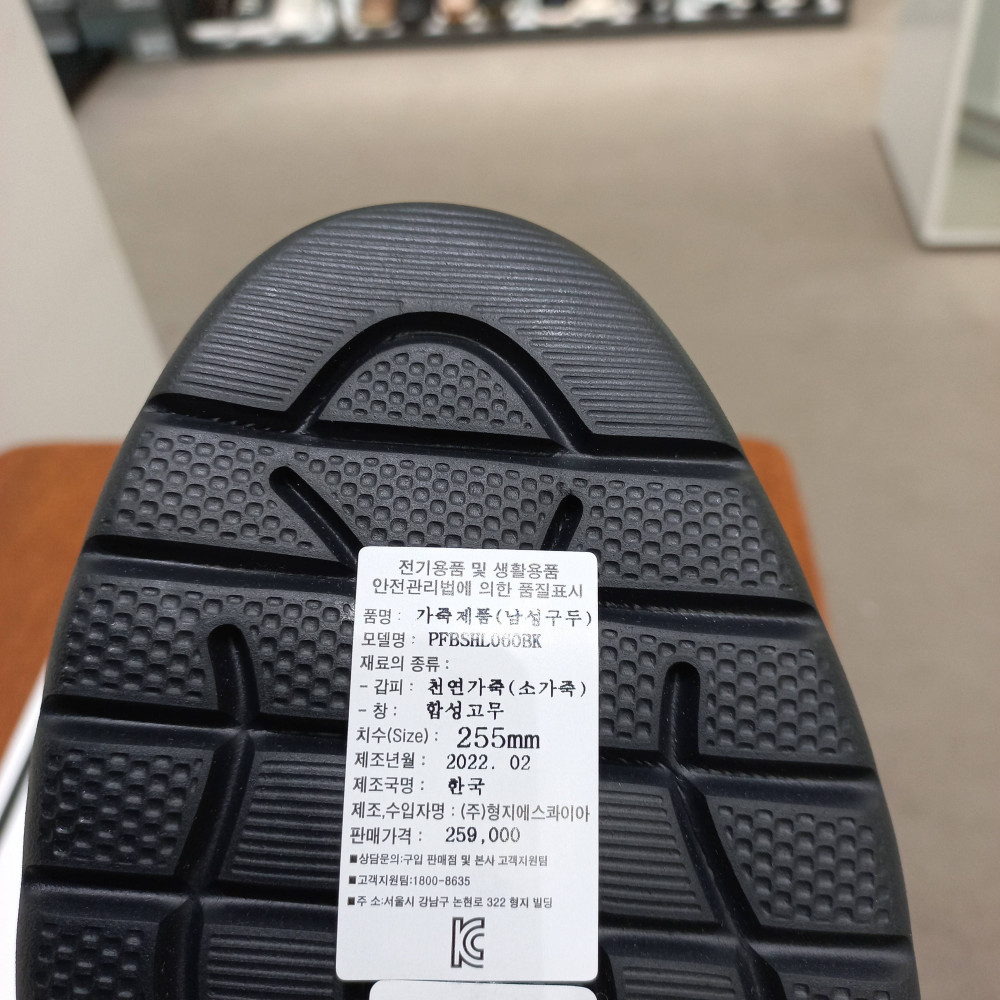 전기용품 및 생활용품
안전관리법에 의한 품질표시
품명 : 가죽제품(남성구두)
모델명 : PFBSHL060BK
재료의 종류 :
- 갑피 : 천연가죽(소가죽)
- 창 : 합성고무
치수(Size) : 255mm
제조년월 : 2022. 02
제조국명 : 한국
제조,수입자명 : (주)형지에스콰이아
판매가격 : 259,000
■상담문의:구입 판매점 및 본사 고객지원팀
■고객지원팀:1800-8635
■주 소:서울시 강남구 논현로 322 형지 빌딩